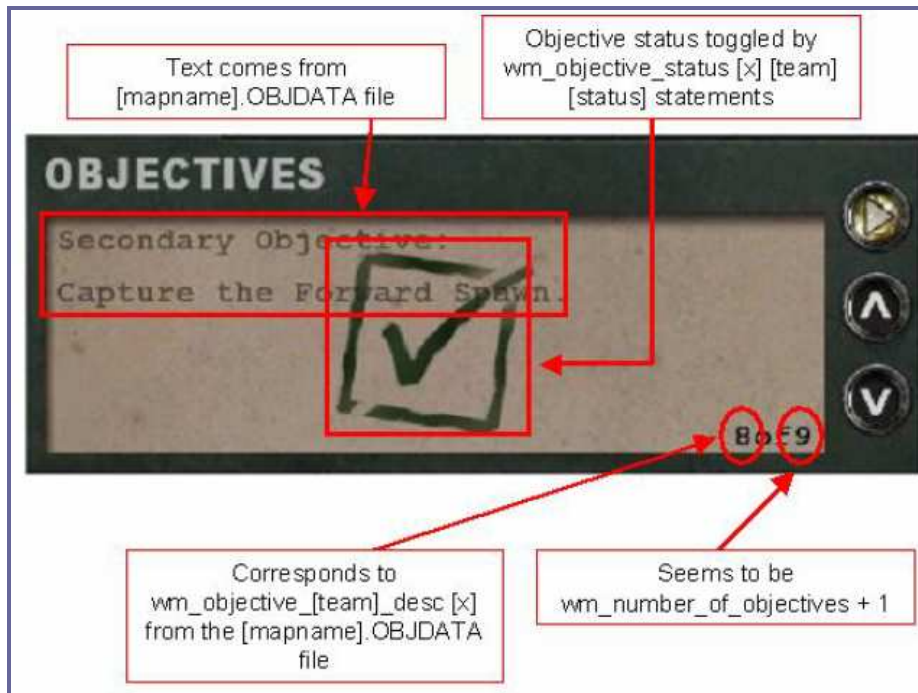 Text comes from
[mapname].OBJDATA file
Objective status toggled by
wm_objective_status [x] [team]
[status] statements
OBJECTIVES
Secondary Objective:
Capture the Forward Spawn.
8of9
Corresponds to
wm_objective_[team]_desc [x]
from the [mapname].OBJDATA
file
Seems to be
wm_number_of_objectives + 1